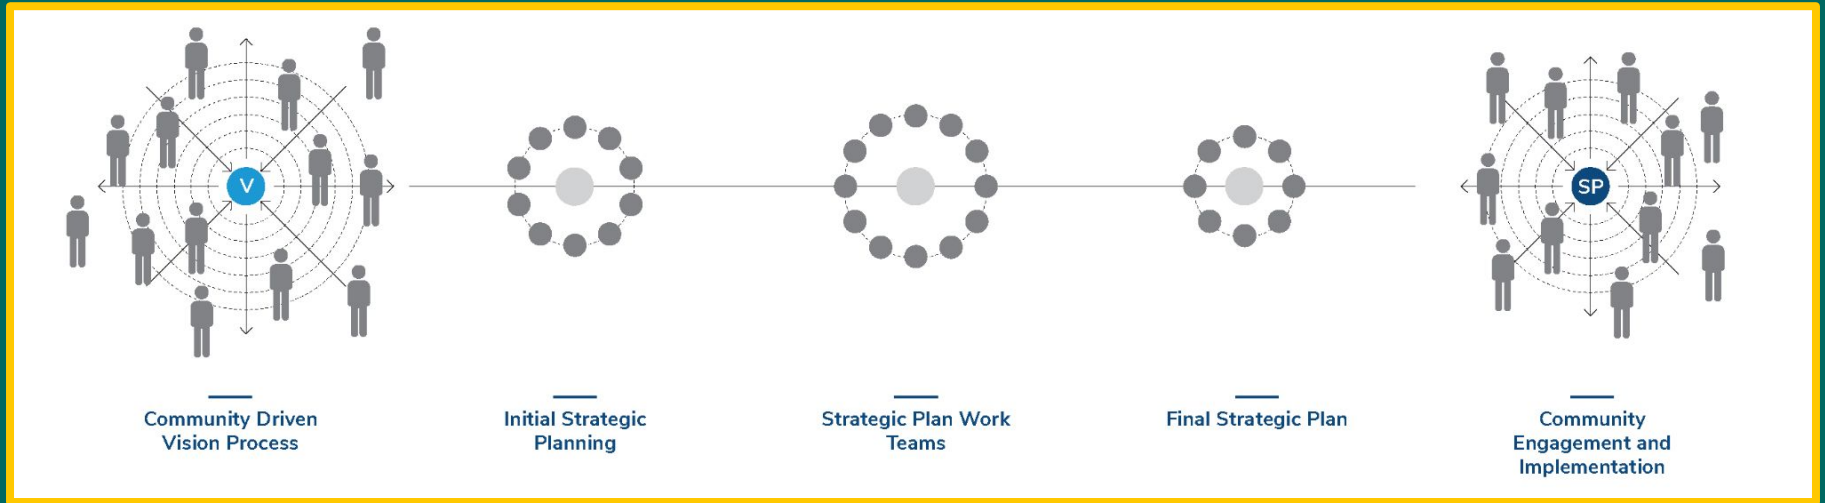 V
SP
Community Driven
Vision Process
Initial Strategic
Planning
Strategic Plan Work
Teams
Final Strategic Plan
Community
Engagement and
Implementation